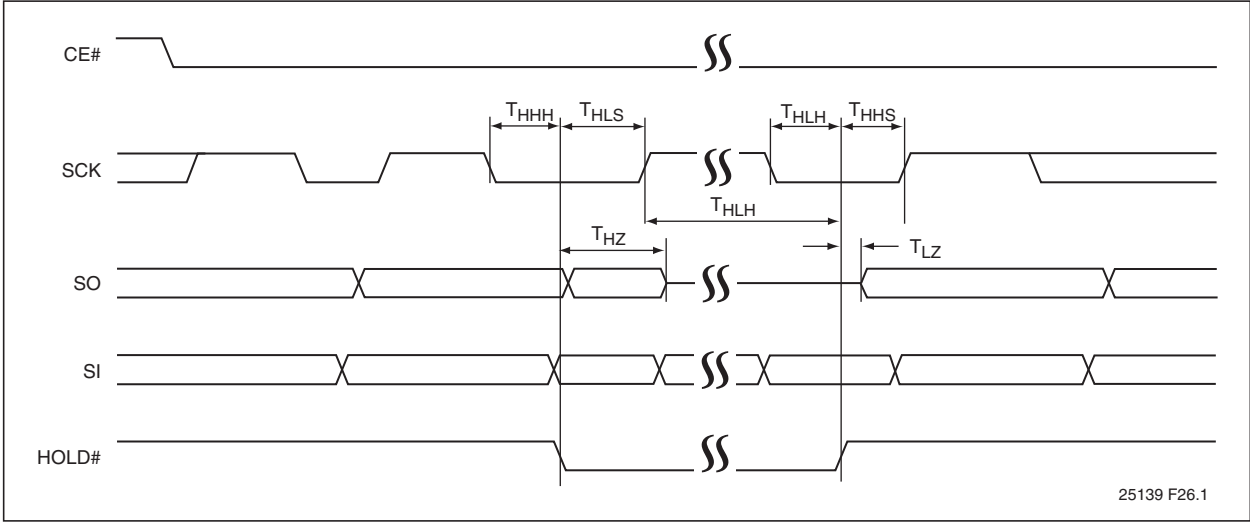 CE#
THHH THLS THLH THHS
SCK
THLH
THZ TLZ
SO
SI
HOLD#
25139 F26.1